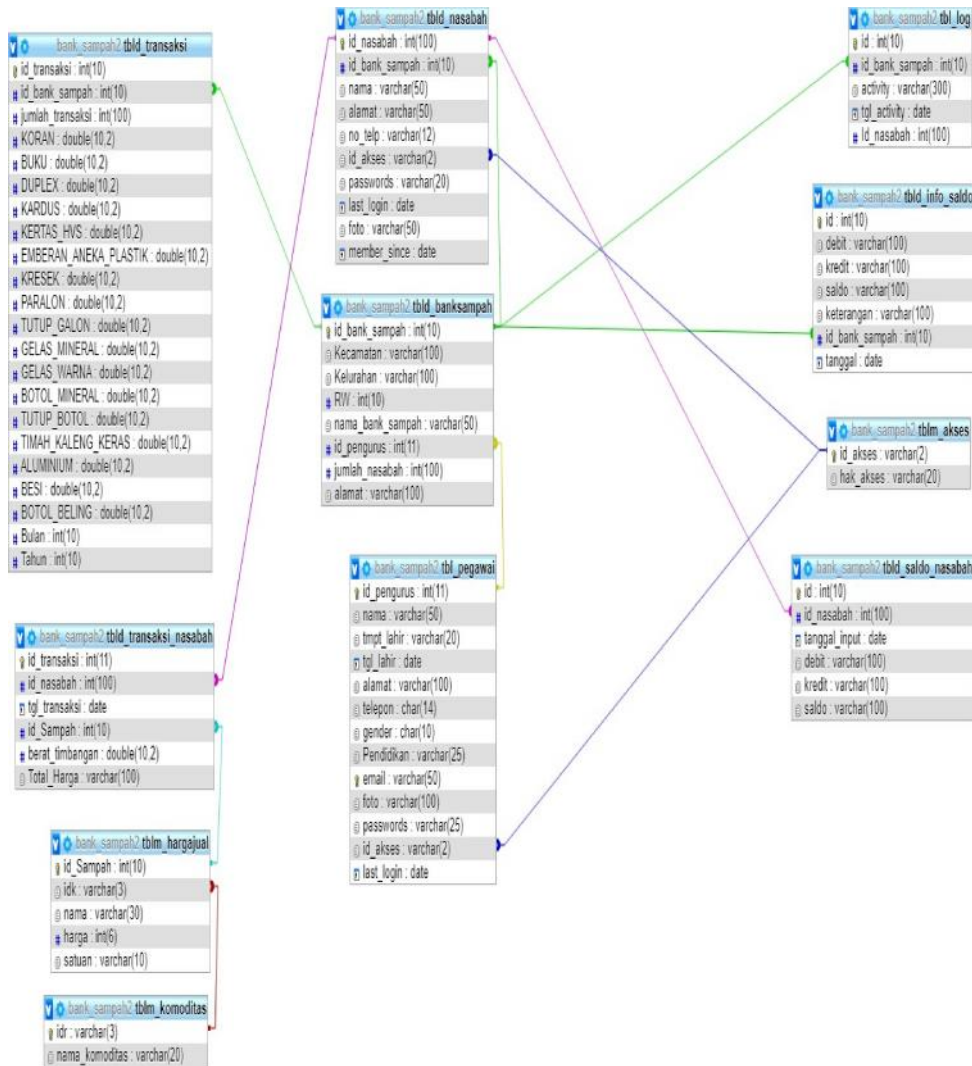 bank_sampah2 tbld_transaksi
id_transaksi : int(10)
id_bank_sampah : int(10)
jumlah_transaksi : int(100)
KORAN : double(10,2)
BUKU : double(10,2)
DUPLEX : double(10,2)
KARDUS : double(10,2)
KERTAS_HVS : double(10,2)
EMBERAN_ANEKA_PLASTIK : double(10,2)
KRESEK : double(10,2)
PARALON : double(10,2)
TUTUP_GALON : double(10,2)
GELAS_MINERAL : double(10,2)
GELAS_WARNA : double(10,2)
BOTOL_MINERAL : double(10,2)
TUTUP_BOTOL : double(10,2)
TIMAH_KALENG_KERAS : double(10,2)
ALUMINIUM : double(10,2)
BESI : double(10,2)
BOTOL_BELING : double(10,2)
Bulan : int(10)
Tahun : int(10)
bank_sampah2 tbld_nasabah
id_nasabah : int(100)
id_bank_sampah : int(10)
nama : varchar(50)
alamat : varchar(50)
no_telp : varchar(12)
id_akses : varchar(2)
passwords : varchar(20)
last_login : date
foto : varchar(50)
member_since : date
bank_sampah2 tbl_log
id : int(10)
id_bank_sampah : int(10)
activity : varchar(300)
tgl_activity : date
Id_nasabah : int(100)
bank_sampah2 tbld_info_saldo
id : int(10)
debit : varchar(100)
kredit : varchar(100)
saldo : varchar(100)
keterangan : varchar(100)
id_bank_sampah : int(10)
tanggal : date
bank_sampah2 tbld_banksampah
id_bank_sampah : int(10)
Kecamatan : varchar(100)
Kelurahan : varchar(100)
RW : int(10)
nama_bank_sampah : varchar(50)
id_pengurus : int(11)
jumlah_nasabah : int(100)
alamat : varchar(100)
bank_sampah2 tblm_akses
id_akses : varchar(2)
hak_akses : varchar(20)
bank_sampah2 tbl_pegawai
id_pengurus : int(11)
nama : varchar(50)
tmpt_lahir : varchar(20)
tgl_lahir : date
alamat : varchar(100)
telepon : char(14)
gender : char(10)
Pendidikan : varchar(25)
email : varchar(50)
foto : varchar(100)
passwords : varchar(25)
id_akses : varchar(2)
last_login : date
bank_sampah2 tbld_saldo_nasabah
id : int(10)
id_nasabah : int(100)
tanggal_input : date
debit : varchar(100)
kredit : varchar(100)
saldo : varchar(100)
bank_sampah2 tbld_transaksi_nasabah
id_transaksi : int(11)
id_nasabah : int(100)
tgl_transaksi : date
id_Sampah : int(10)
berat_timbangan : double(10,2)
Total_Harga : varchar(100)
bank_sampah2 tblm_hargajual
id_Sampah : int(10)
idk : varchar(3)
nama : varchar(30)
harga : int(6)
satuan : varchar(10)
bank_sampah2 tblm_komoditas
idr : varchar(3)
nama_komoditas : varchar(20)